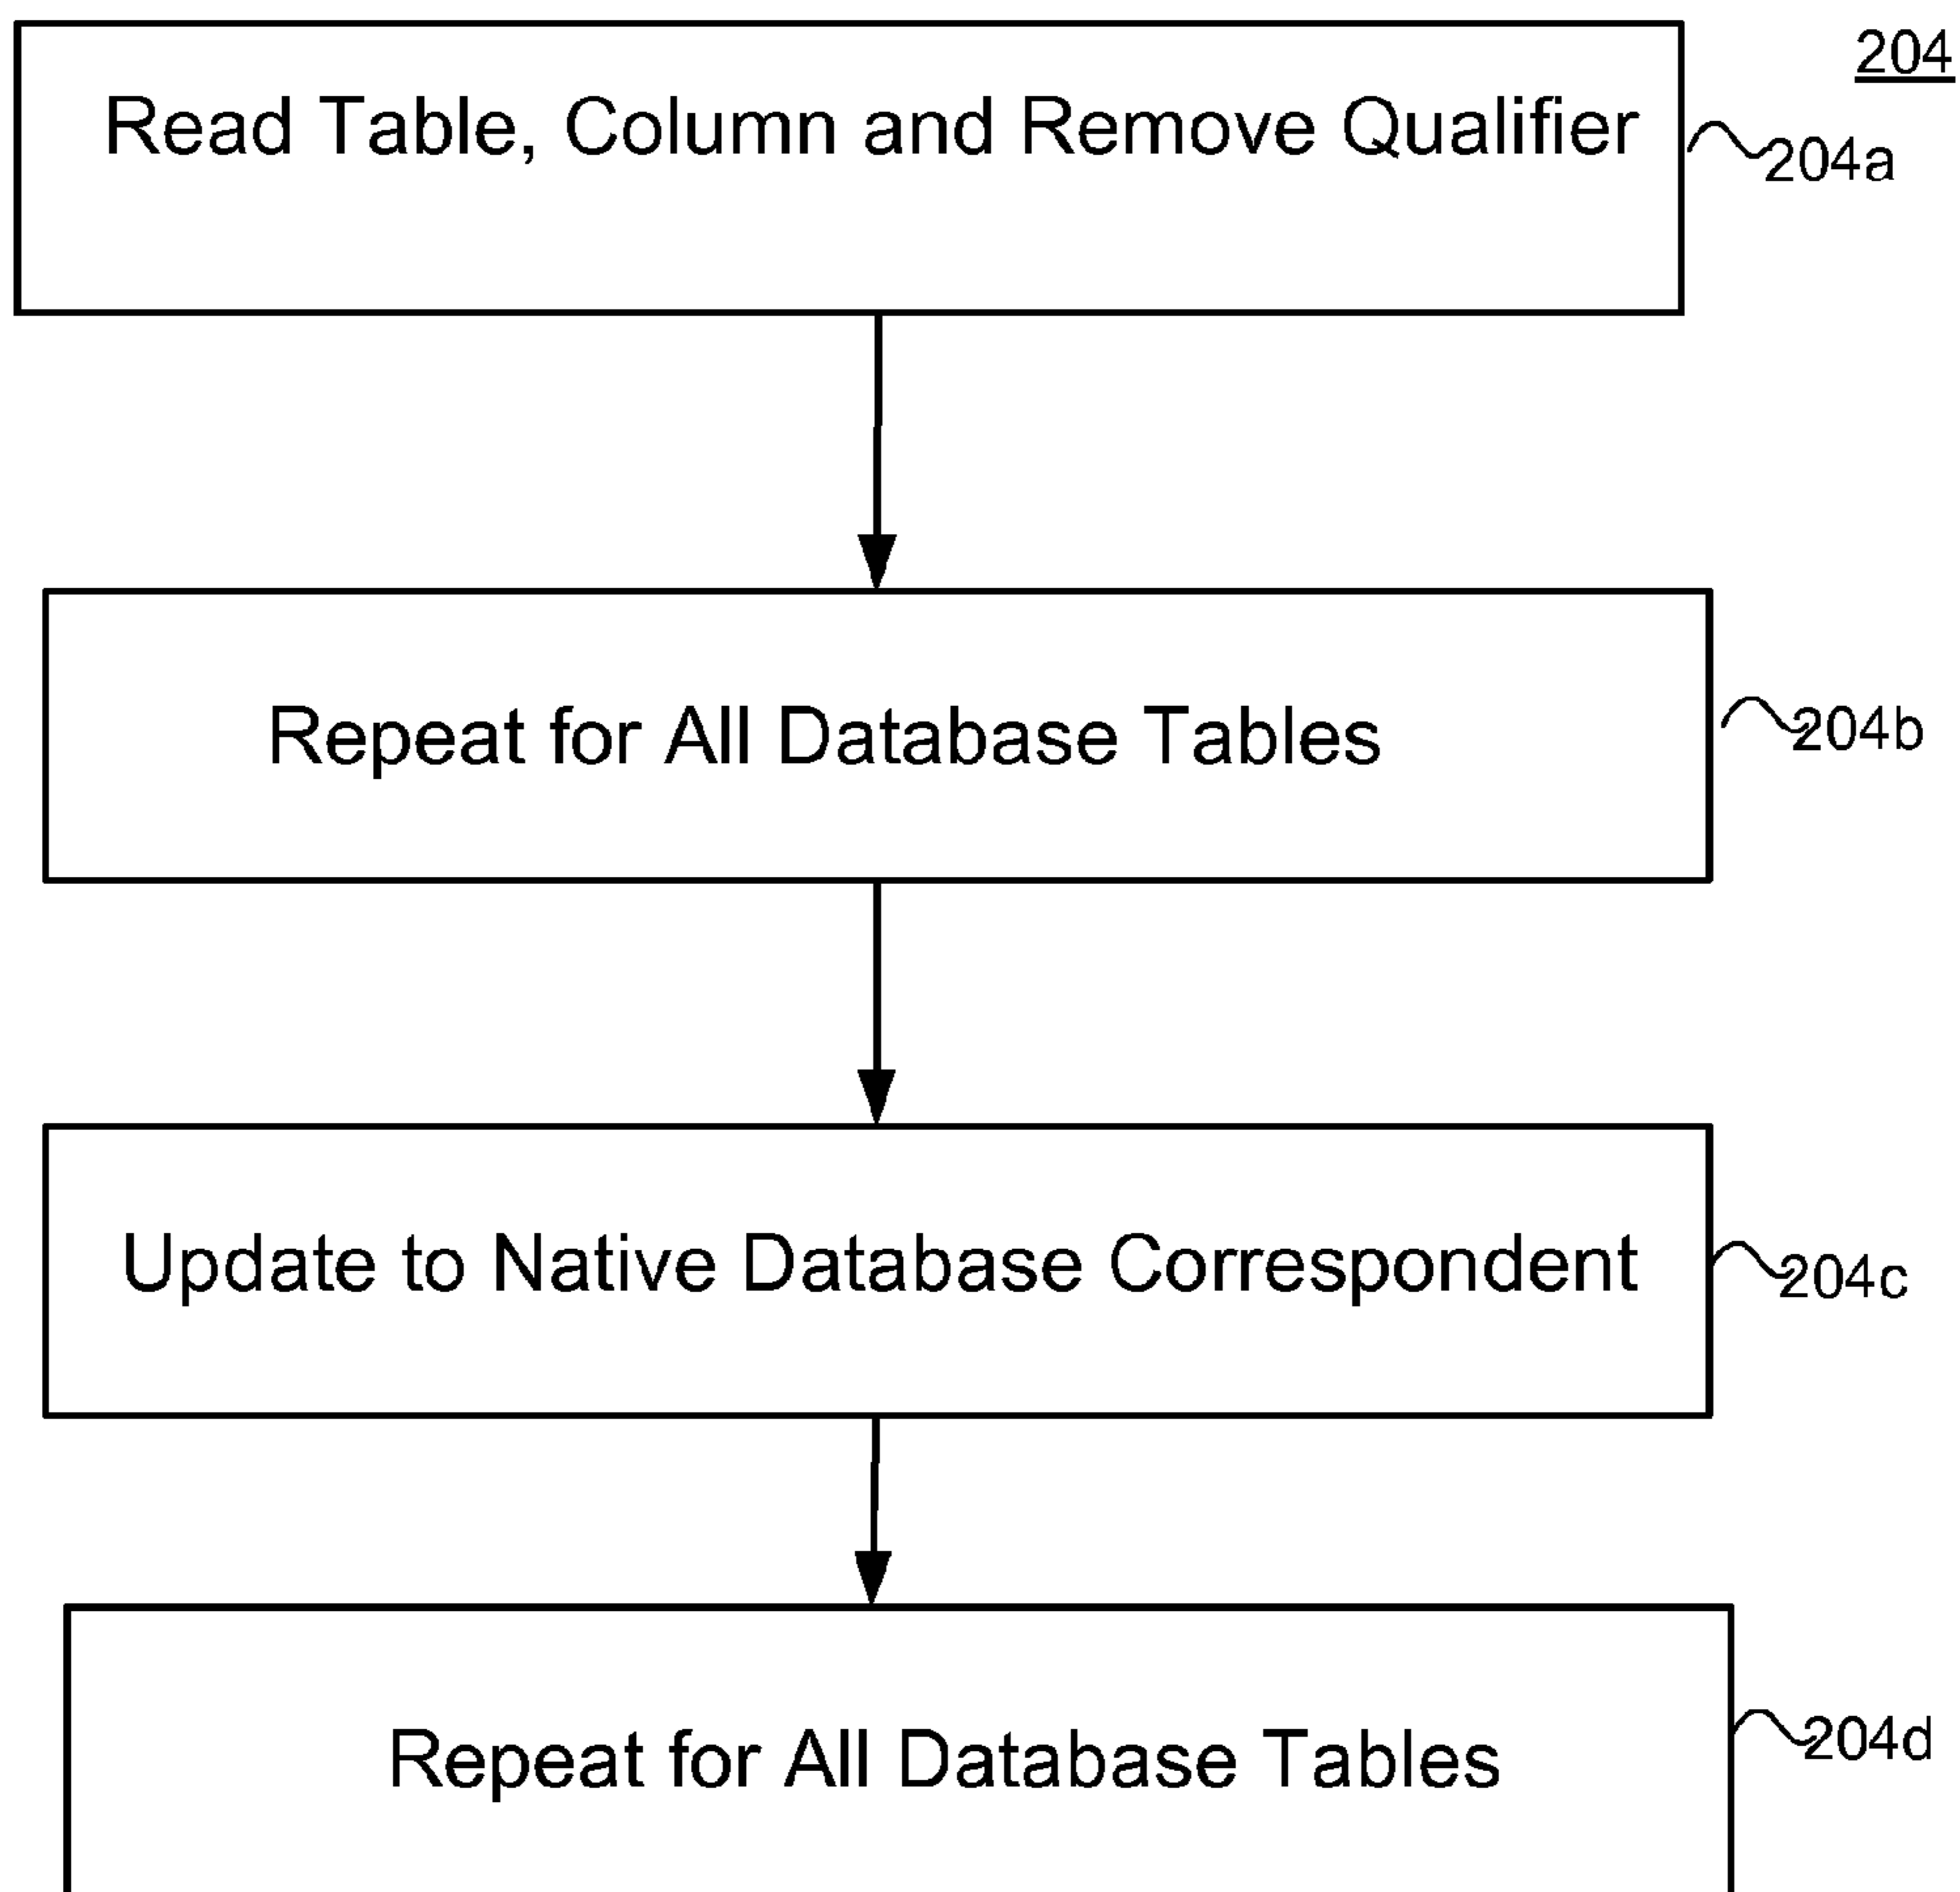 204
Read Table, Column and Remove Qualifier
204a
Repeat for All Database Tables
204b
Update to Native Database Correspondent
204c
Repeat for All Database Tables
204d